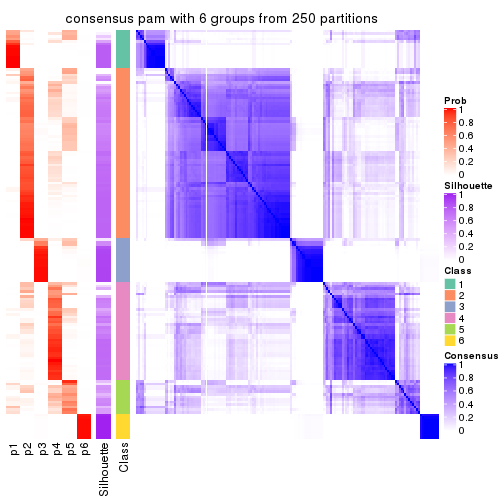 consensus pam with 6 groups from 250 partitions
Prob
1
0.8
0.6
0.4
0.2
0
Silhouette
1
0.8
0.6
0.4
0.2
0
Class
1
2
3
4
5
6
Consensus
1
0.8
0.6
0.4
0.2
0
p1
p2
p3
p4
p5
p6
Silhouette
Class